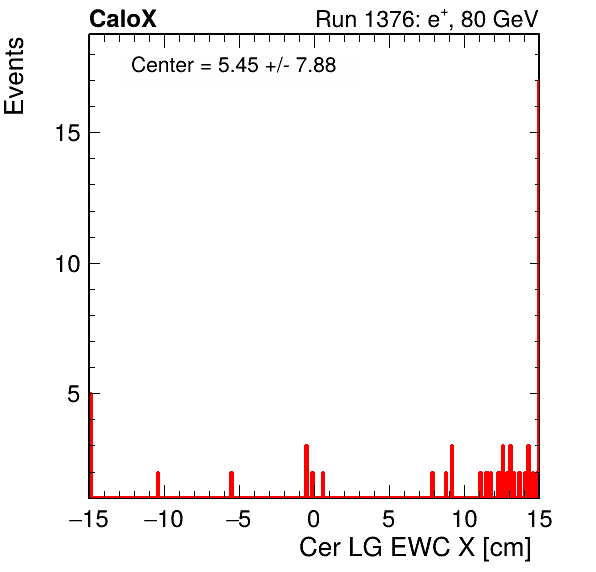 CaloX Run 1376: e⁺, 80 GeV
Center = 5.45 +/- 7.88
Events
15
10
5
−15 −10 −5 0 5 10 15
Cer LG EWC X [cm]